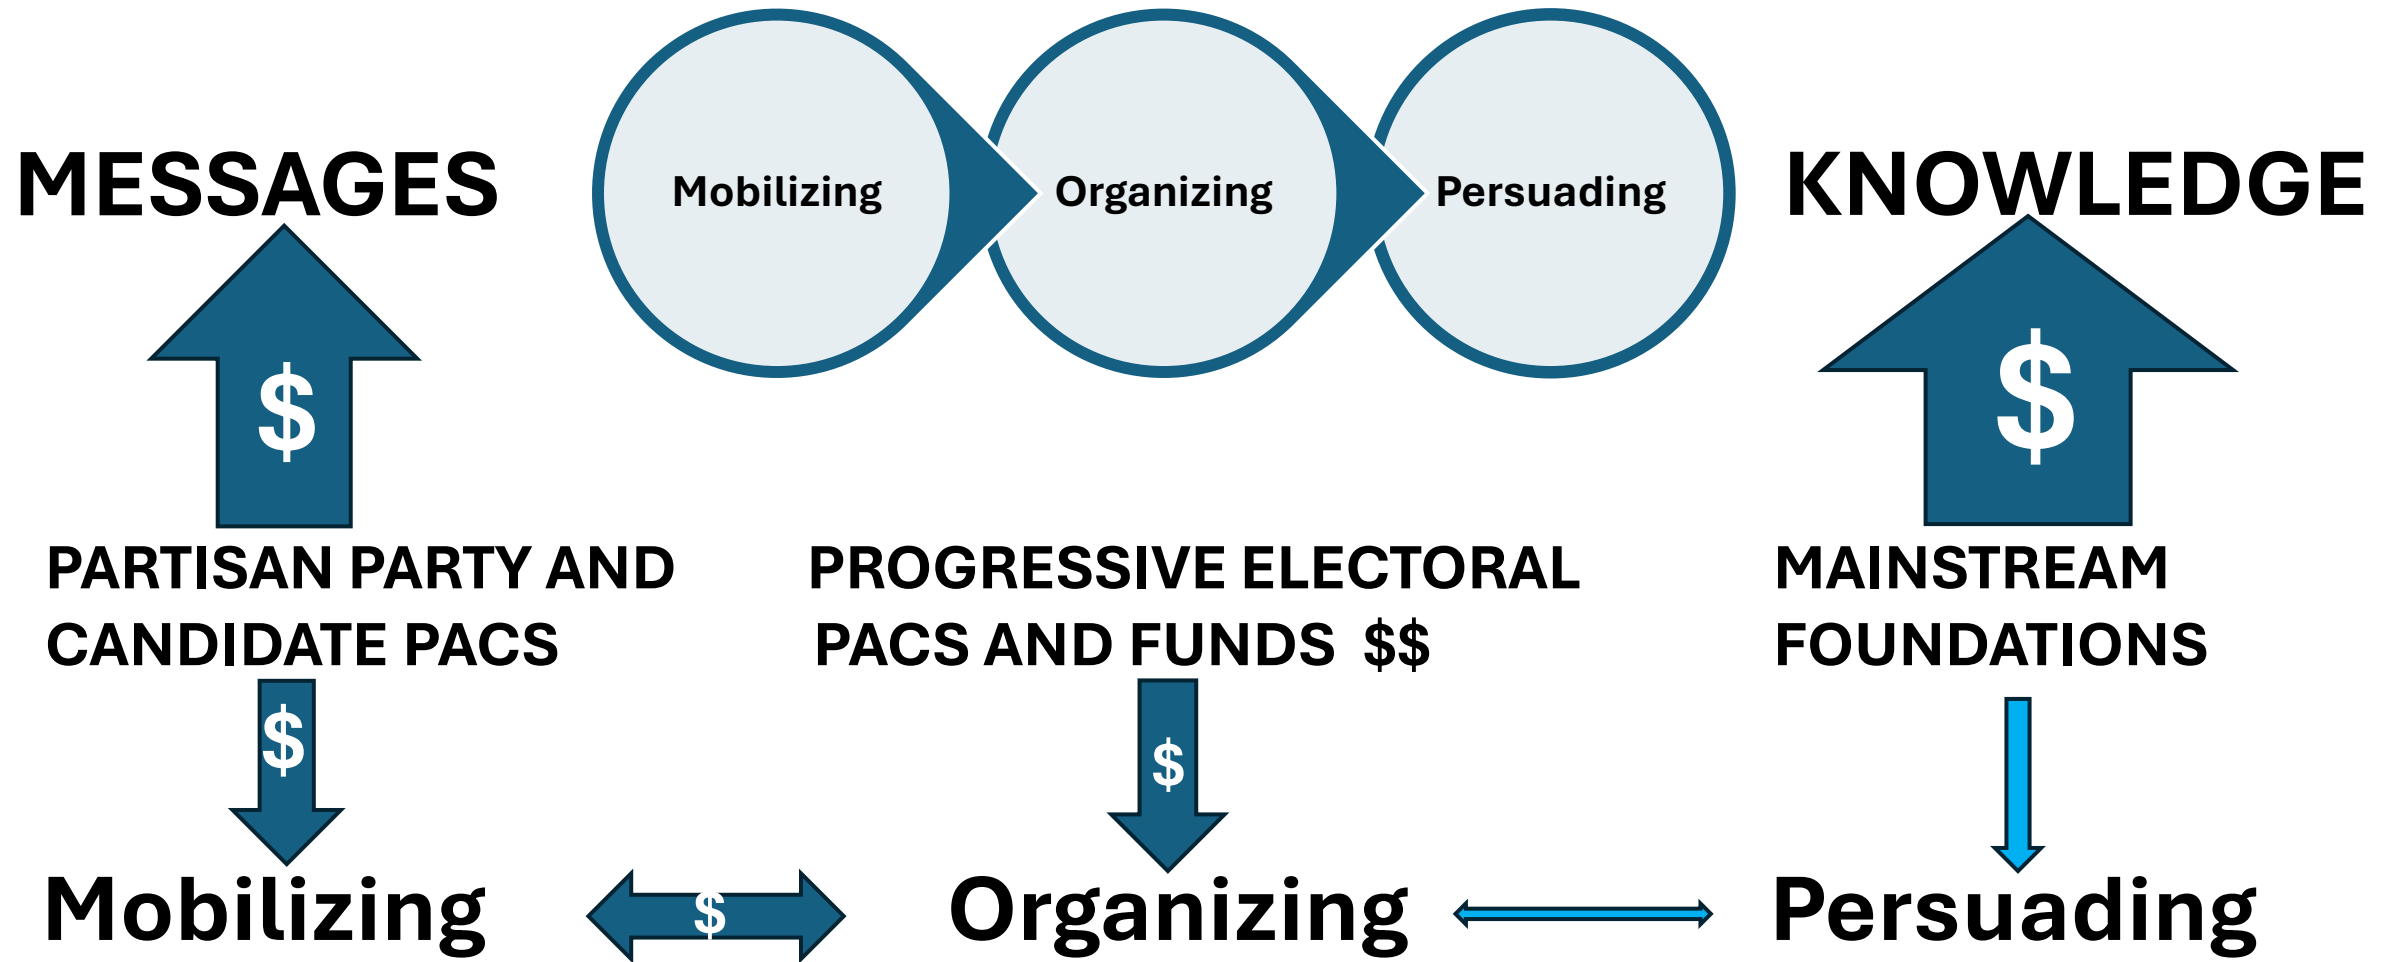 Mobilizing
Organizing
Persuading
MESSAGES
KNOWLEDGE
$
$
PARTISAN PARTY AND
CANDIDATE PACS
PROGRESSIVE ELECTORAL
PACS AND FUNDS $$
MAINSTREAM
FOUNDATIONS
$
$
Mobilizing
$
Organizing
Persuading